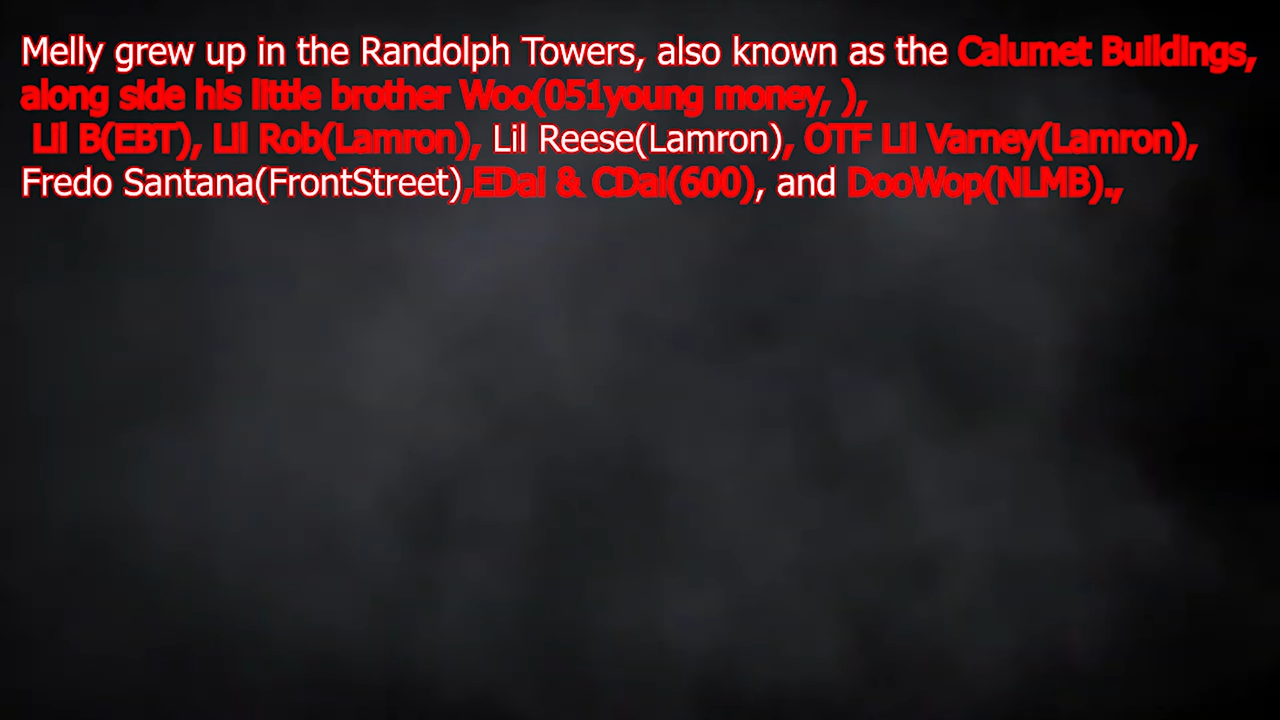 Melly grew up in the Randolph Towers, also known as the Calumet Buildings,
along side his little brother Woo(051young money, ),
Lil B(EBT), Lil Rob(Lamron), Lil Reese(Lamron), OTF Lil Varney(Lamron),
Fredo Santana(FrontStreet),EDai & CDai(600), and DooWop(NLMB).,